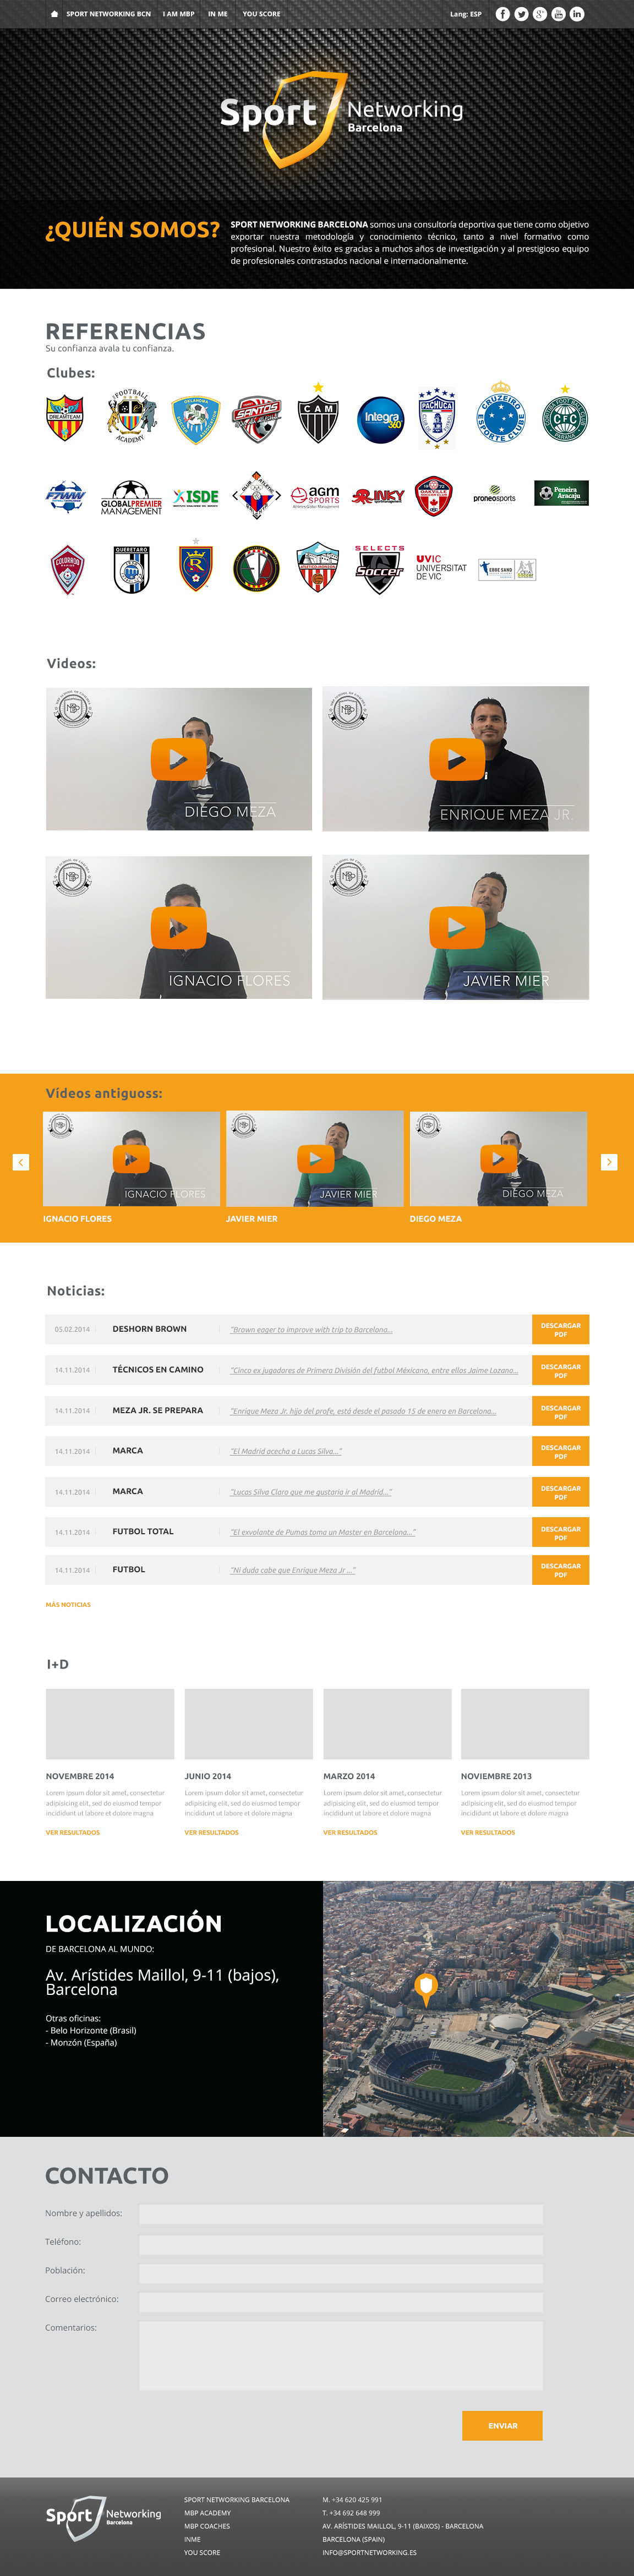 SPORT NETWORKING BCN I AM MBP IN ME YOU SCORE Lang: ESP
Sport Networking
Barcelona
¿QUIÉN SOMOS?
SPORT NETWORKING BARCELONA somos una consultoría deportiva que tiene como objetivo
exportar nuestra metodología y conocimiento técnico, tanto a nivel formativo como
profesional. Nuestro éxito es gracias a muchos años de investigación y al prestigioso equipo
de profesionales contrastados nacional e internacionalmente.
REFERENCIAS
Su confianza avala tu confianza.
Clubes:
DREAMTEAM
FOOTBALL
ACADEMY
SANTOS
CAM
Integra
360°
PACHUCA
CRUZEIRO
ESPORTE CLUBE
CFC
GLOBALPREMIER
MANAGEMENT
ISDE
agm
SPORTS
INKY
proneosports
Peneira
Aracaju
COLORADO
QUERETARO
SELECTS
Soccer
UVIC
UNIVERSITAT
DE VIC
EBBE SAND
Videos:
DIEGO MEZA
ENRIQUE MEZA JR.
IGNACIO FLORES
JAVIER MIER
Vídeos antiguoss:
IGNACIO FLORES
JAVIER MIER
DIEGO MEZA
IGNACIO FLORES
JAVIER MIER
DIEGO MEZA
Noticias:
05.02.2014 DESHORN BROWN "Brown eager to improve with trip to Barcelona... DESCARGAR
PDF
14.11.2014 TÉCNICOS EN CAMINO "Cinco ex jugadores de Primera División del futbol Méxicano, entre ellos Jaime Lozano... DESCARGAR
PDF
14.11.2014 MEZA JR. SE PREPARA "Enrique Meza Jr. hijo del profe, está desde el pasado 15 de enero en Barcelona... DESCARGAR
PDF
14.11.2014 MARCA "El Madrid acecha a Lucas Silva..." DESCARGAR
PDF
14.11.2014 MARCA "Lucas Silva Claro que me gustaria ir al Madrid..." DESCARGAR
PDF
14.11.2014 FUTBOL TOTAL "El exvolante de Pumas toma un Master en Barcelona..." DESCARGAR
PDF
14.11.2014 FUTBOL "Ni duda cabe que Enrique Meza Jr ..." DESCARGAR
PDF
MÁS NOTICIAS
I+D
NOVEMBRE 2014
Lorem ipsum dolor sit amet, consectetur
adipisicing elit, sed do eiusmod tempor
incididunt ut labore et dolore magna
VER RESULTADOS
JUNIO 2014
Lorem ipsum dolor sit amet, consectetur
adipisicing elit, sed do eiusmod tempor
incididunt ut labore et dolore magna
VER RESULTADOS
MARZO 2014
Lorem ipsum dolor sit amet, consectetur
adipisicing elit, sed do eiusmod tempor
incididunt ut labore et dolore magna
VER RESULTADOS
NOVIEMBRE 2013
Lorem ipsum dolor sit amet, consectetur
adipisicing elit, sed do eiusmod tempor
incididunt ut labore et dolore magna
VER RESULTADOS
LOCALIZACIÓN
DE BARCELONA AL MUNDO:
Av. Arístides Maillol, 9-11 (bajos),
Barcelona
Otras oficinas:
- Belo Horizonte (Brasil)
- Monzón (España)
CONTACTO
Nombre y apellidos:
Teléfono:
Población:
Correo electrónico:
Comentarios:
ENVIAR
Sport Networking
Barcelona
SPORT NETWORKING BARCELONA
MBP ACADEMY
MBP COACHES
INME
YOU SCORE
M. +34 620 425 991
T. +34 692 648 999
AV. ARÍSTIDES MAILLOL, 9-11 (BAIXOS) - BARCELONA
BARCELONA (SPAIN)
INFO@SPORTNETWORKING.ES